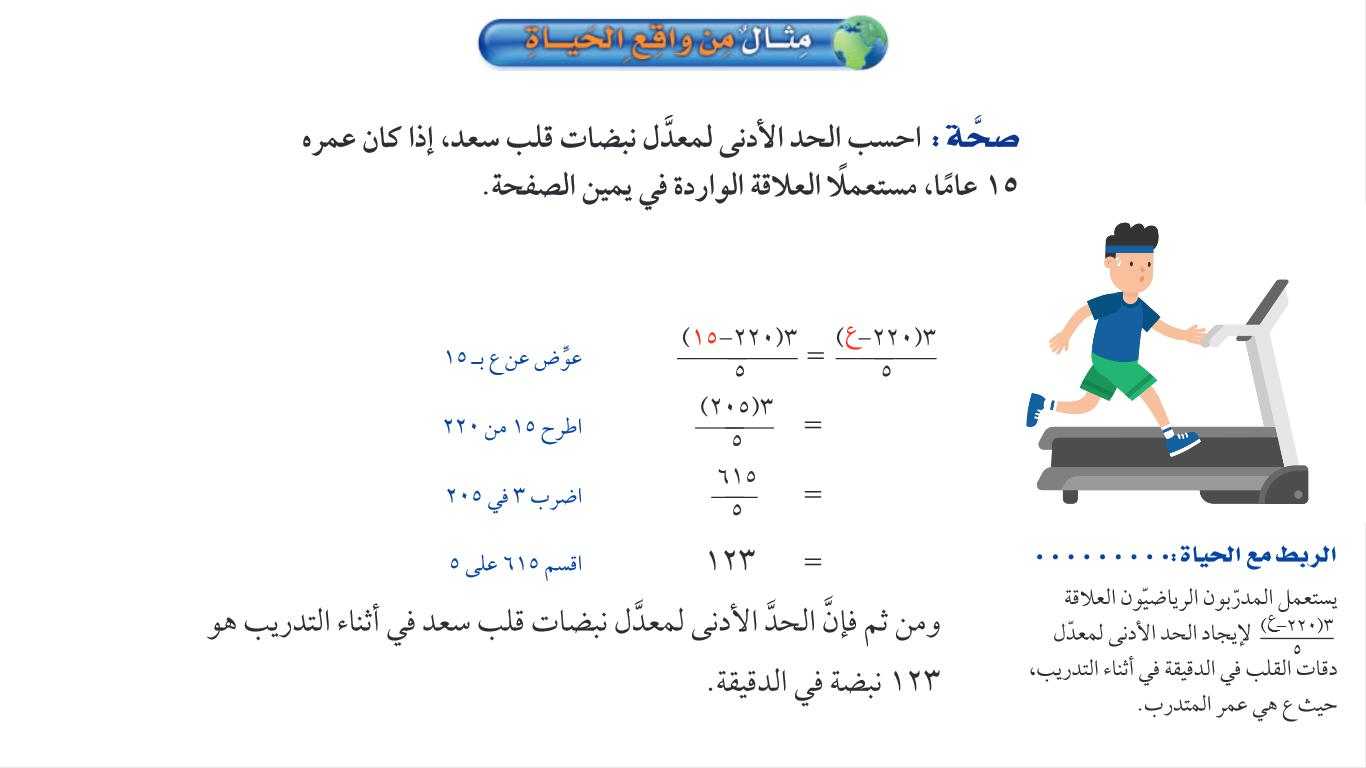 مِثَـالٌ مِن واقِعِ الحَيـاةِ
صحَّة : احسب الحد الأدنى لمعدَّل نبضات قلب سعد، إذا كان عمره
١٥ عامًا، مستعملًا العلاقة الواردة في يمين الصفحة.
٣(٢٢٠–ع)/٥ = ٣(٢٢٠–١٥)/٥ عوِّض عن ع بـ ١٥
= ٣(٢٠٥)/٥ اطرح ١٥ من ٢٢٠
= ٦١٥/٥ اضرب ٣ في ٢٠٥
= ١٢٣ اقسم ٦١٥ على ٥
ومن ثم فإنَّ الحدَّ الأدنى لمعدَّل نبضات قلب سعد في أثناء التدريب هو
١٢٣ نبضة في الدقيقة.
الربط مع الحياة :.........
يستعمل المدرّبون الرياضيّون العلاقة
٣(٢٢٠–ع)/٥ لإيجاد الحد الأدنى لمعدّل
دقات القلب في الدقيقة في أثناء التدريب،
حيث ع هي عمر المتدرب.